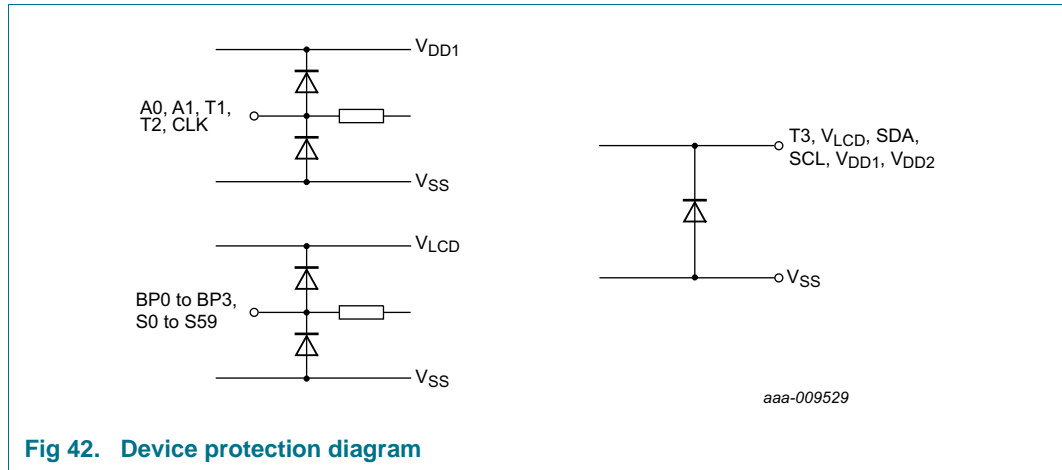 VDD1
A0, A1, T1,
T2, CLK
VSS
VLCD
BP0 to BP3,
S0 to S59
VSS
T3, VLCD, SDA,
SCL, VDD1, VDD2
VSS
aaa-009529
Fig 42. Device protection diagram